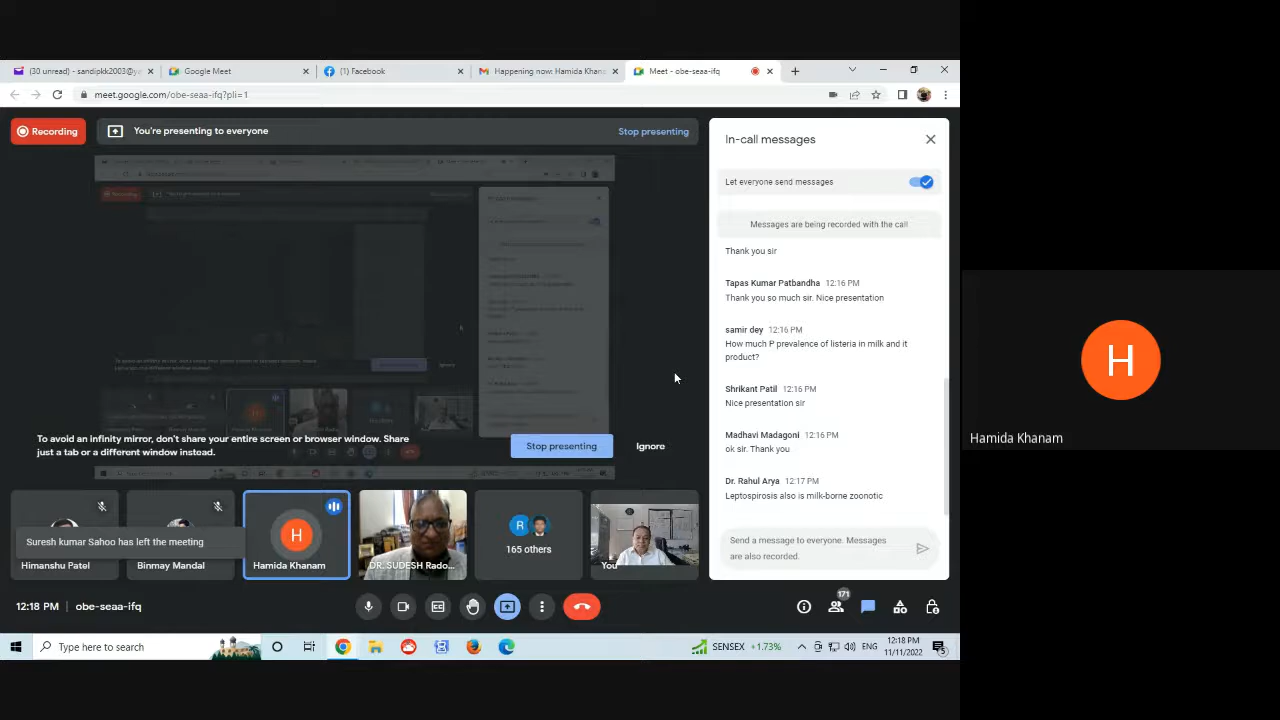 (30 unread) - sandipkk2003@ya
Google Meet
(1) Facebook
Happening now: Hamida Khana
Meet - obe-seaa-ifq
meet.google.com/obe-seaa-ifq?pli=1
Recording
You're presenting to everyone
Stop presenting
In-call messages
Let everyone send messages
Messages are being recorded with the call
Thank you sir
Tapas Kumar Patbandha 12:16 PM
Thank you so much sir. Nice presentation
samir dey 12:16 PM
How much P prevalence of listeria in milk and it
product?
Shrikant Patil 12:16 PM
Nice presentation sir
Madhavi Madagoni 12:16 PM
ok sir. Thank you
Dr. Rahul Arya 12:17 PM
Leptospirosis also is milk-borne zoonotic
Send a message to everyone. Messages
are also recorded.
To avoid an infinity mirror, don't share your entire screen or browser window. Share
just a tab or a different window instead.
Stop presenting
Ignore
Suresh kumar Sahoo has left the meeting
Himanshu Patel
Binmay Mandal
H
Hamida Khanam
DR. SUDESH Rado...
R
165 others
You
12:18 PM | obe-seaa-ifq
171
Type here to search
SENSEX +1.73%
ENG
12:18 PM
11/11/2022
5
H
Hamida Khanam